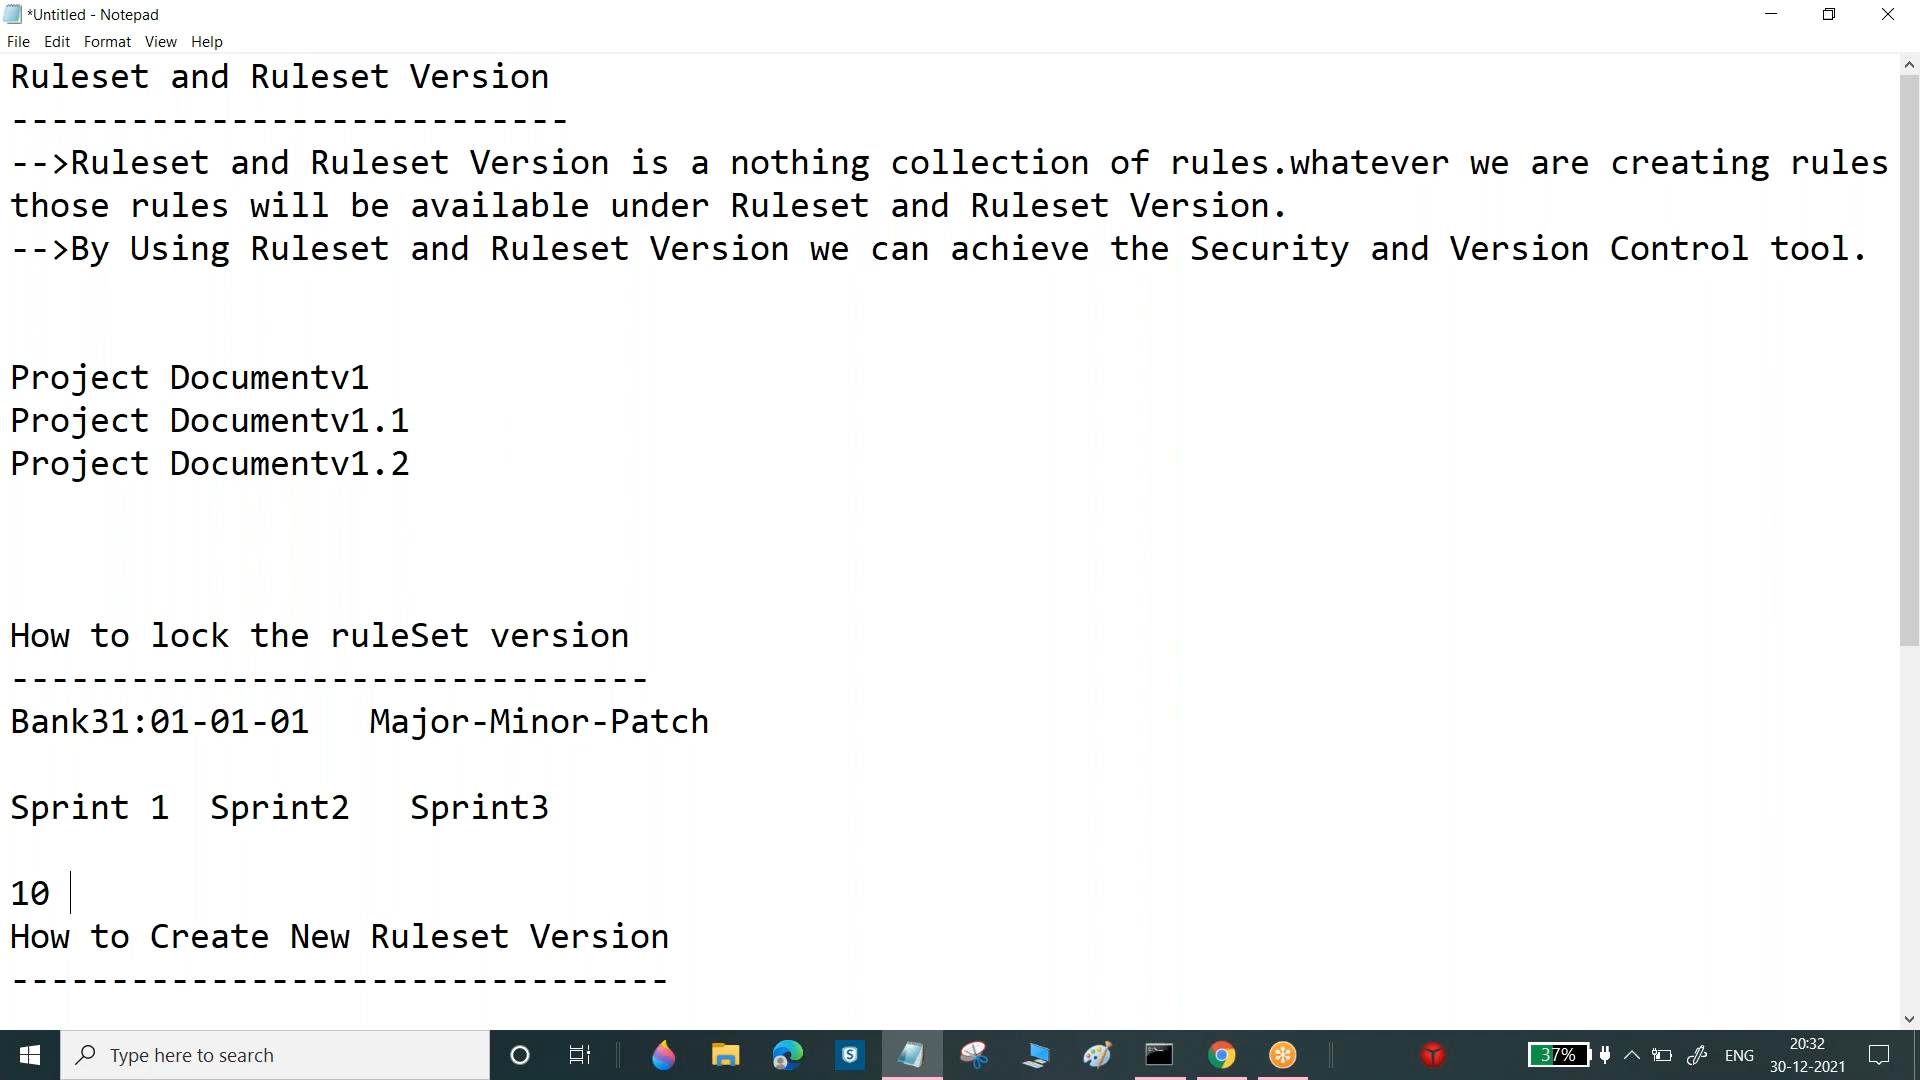 *Untitled - Notepad
File Edit Format View Help
Ruleset and Ruleset Version
----------------------------
-->Ruleset and Ruleset Version is a nothing collection of rules.whatever we are creating rules
those rules will be available under Ruleset and Ruleset Version.
-->By Using Ruleset and Ruleset Version we can achieve the Security and Version Control tool.
Project Documentv1
Project Documentv1.1
Project Documentv1.2
How to lock the ruleSet version
--------------------------------
Bank31:01-01-01   Major-Minor-Patch
Sprint 1  Sprint2   Sprint3
10
How to Create New Ruleset Version
---------------------------------
Type here to search
37%
ENG
20:32
30-12-2021